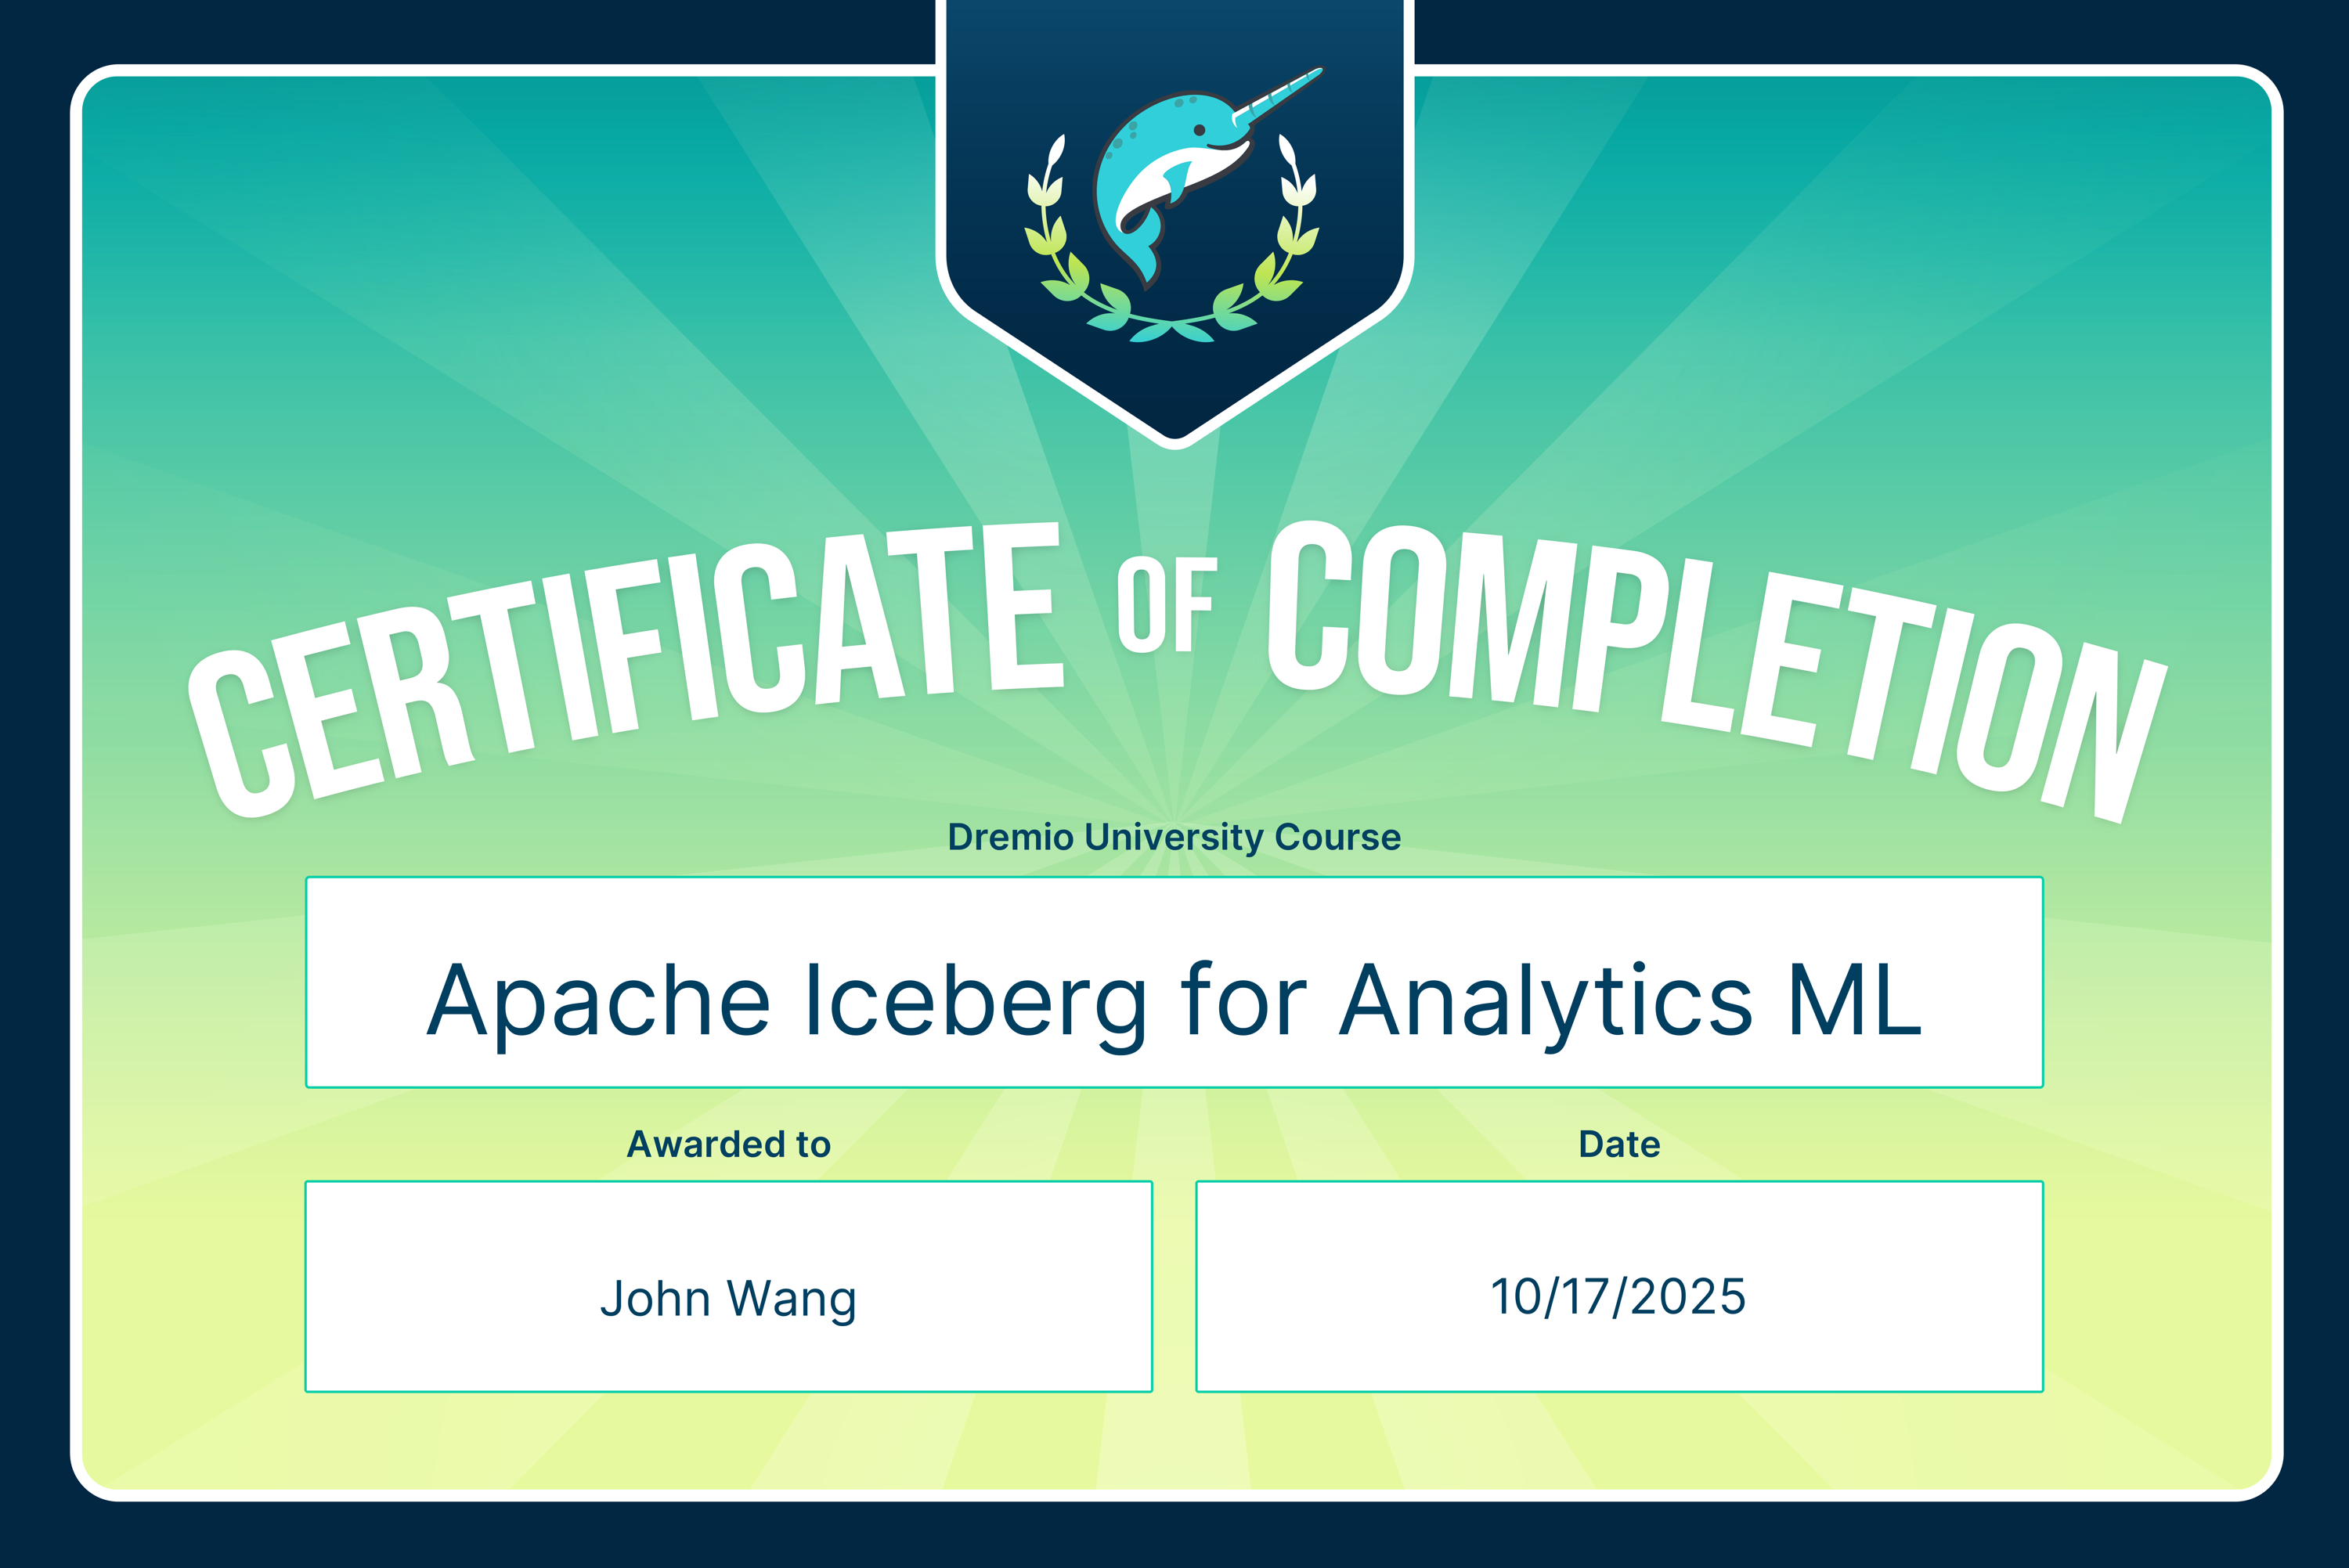 CERTIFICATE OF COMPLETION
Dremio University Course
Apache Iceberg for Analytics ML
Awarded to
John Wang
Date
10/17/2025